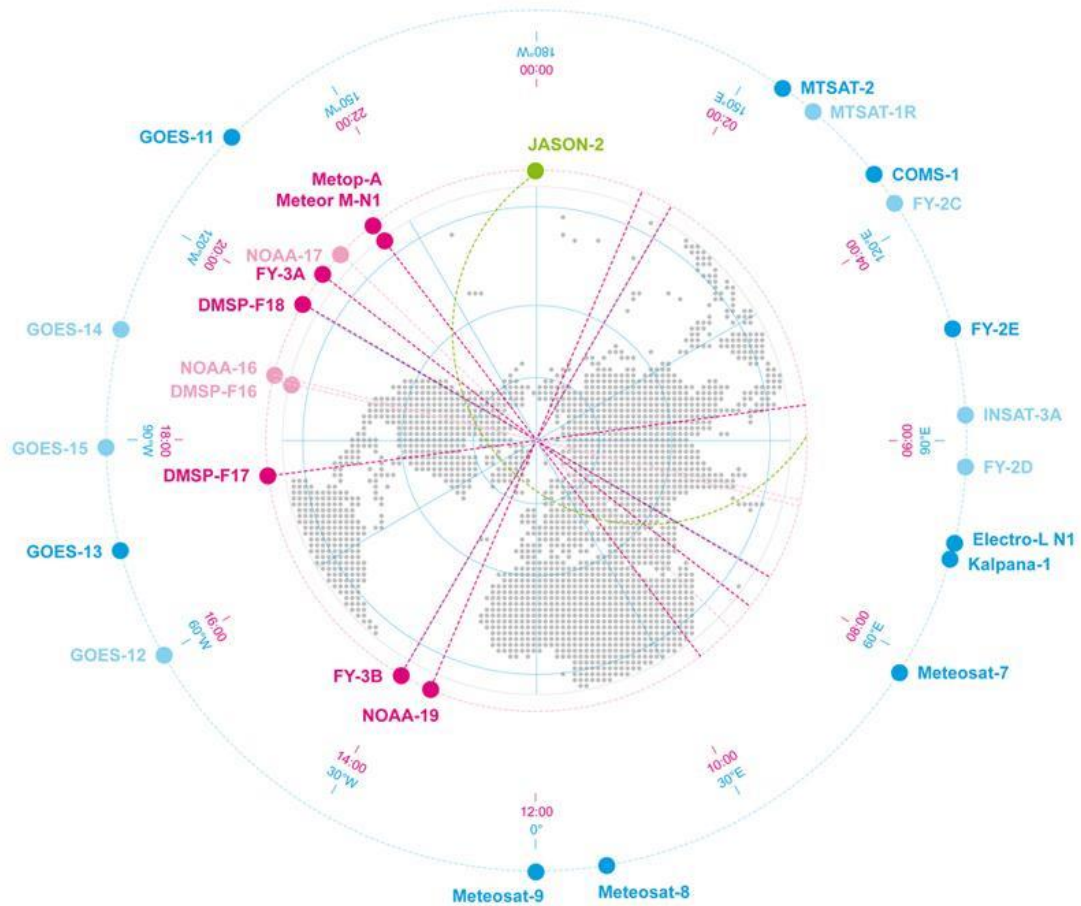 180°W
00:00
150°W
22:00
150°E
02:00
MTSAT-2
MTSAT-1R
GOES-11
JASON-2
Metop-A
Meteor M-N1
COMS-1
FY-2C
120°W
20:00
NOAA-17
FY-3A
120°E
04:00
DMSP-F18
GOES-14
FY-2E
NOAA-16
DMSP-F16
INSAT-3A
GOES-15
90°W
18:00
06:00
90°E
FY-2D
DMSP-F17
GOES-13
Electro-L N1
Kalpana-1
16:00
60°W
08:00
60°E
GOES-12
FY-3B
Meteosat-7
NOAA-19
14:00
30°W
10:00
30°E
12:00
0°
Meteosat-9
Meteosat-8